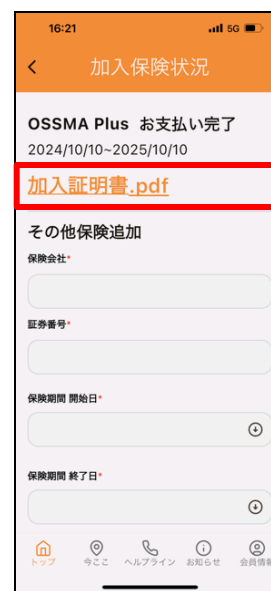 16:21 5G
加入保険状況
OSSMA Plus お支払い完了
2024/10/10~2025/10/10
加入証明書.pdf
その他保険追加
保険会社*
証券番号*
保険期間 開始日*
保険期間 終了日*
トップ 今ここ ヘルプライン お知らせ 会員情報